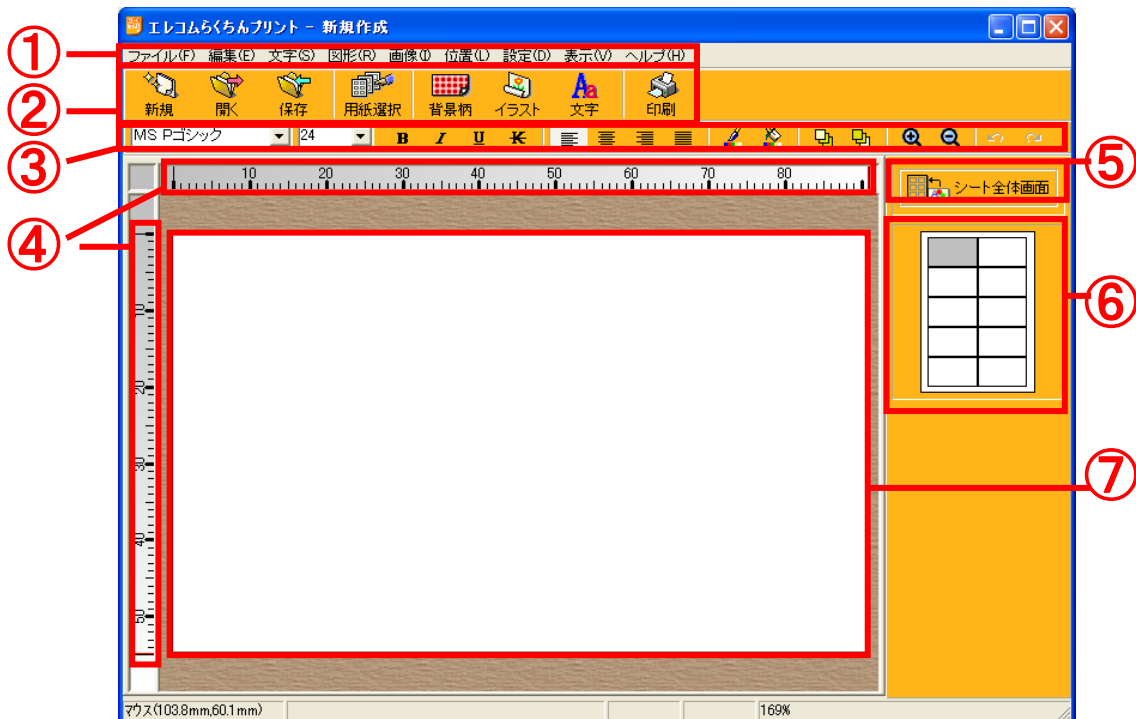 エレコムらくちんプリント - 新規作成
①
ファイル(F) 編集(E) 文字(S) 図形(R) 画像(I) 位置(L) 設定(D) 表示(V) ヘルプ(H)
②
新規 開く 保存 用紙選択 背景柄 イラスト 文字 印刷
③
MS Pゴシック 24 B I U K
④
10 20 30 40 50 60 70 80
⑤
シート全体画面
⑥
10
20
30
40
50
⑦
マウス(103.8mm,60.1mm) 169%